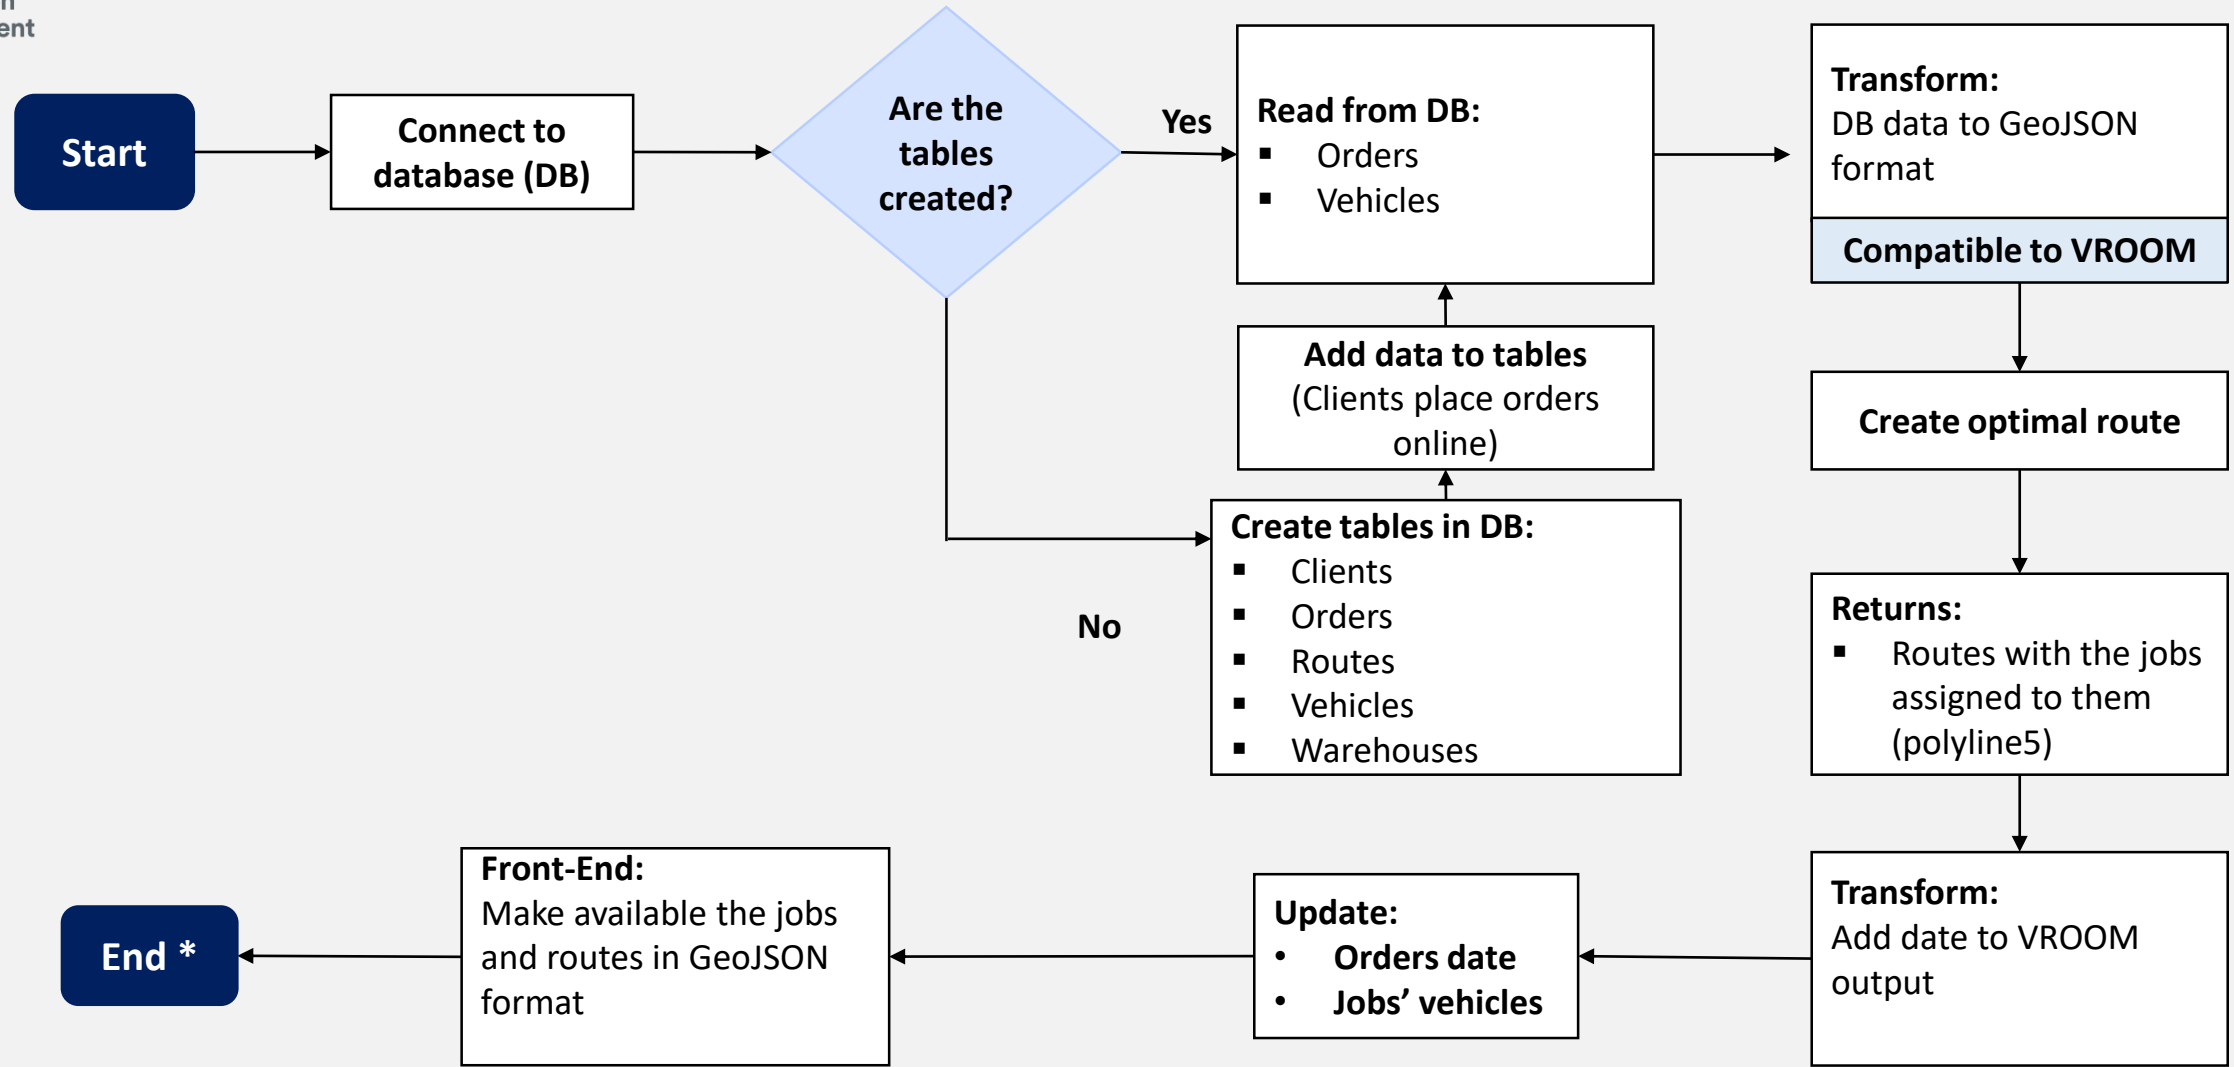 ent
Start
Connect to
database (DB)
Are the
tables
created?
Yes
Read from DB:
▪ Orders
▪ Vehicles
Transform:
DB data to GeoJSON
format
Compatible to VROOM
Add data to tables
(Clients place orders
online)
Create optimal route
No
Create tables in DB:
▪ Clients
▪ Orders
▪ Routes
▪ Vehicles
▪ Warehouses
Returns:
▪ Routes with the jobs
assigned to them
(polyline5)
Transform:
Add date to VROOM
output
Update:
• Orders date
• Jobs’ vehicles
Front-End:
Make available the jobs
and routes in GeoJSON
format
End *